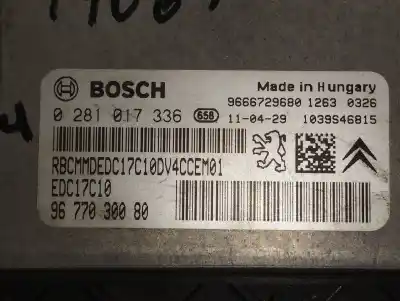 BOSCH
Made in Hungary
9666729680 1263 0326
0 281 017 336 656 11-04-29 1039S46815
RBCMMDEDC17C10DV4CCEM01
EDC17C10
96 770 300 80